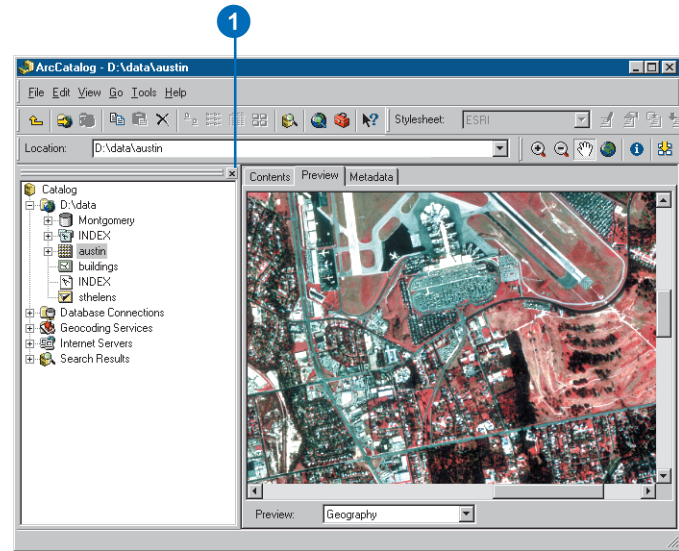 1
ArcCatalog - D:\data\austin
File Edit View Go Tools Help
Stylesheet: ESRI
Location: D:\data\austin
Contents Preview Metadata
Catalog
D:\data
Montgomery
INDEX
austin
buildings
INDEX
sthelens
Database Connections
Geocoding Services
Internet Servers
Search Results
Preview: Geography